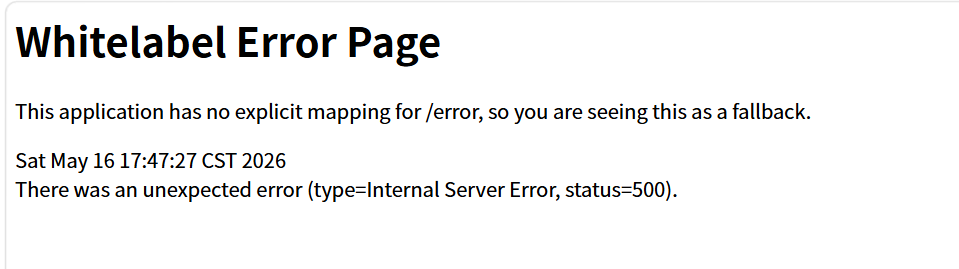 Whitelabel Error Page
This application has no explicit mapping for /error, so you are seeing this as a fallback.
Sat May 16 17:47:27 CST 2026
There was an unexpected error (type=Internal Server Error, status=500).